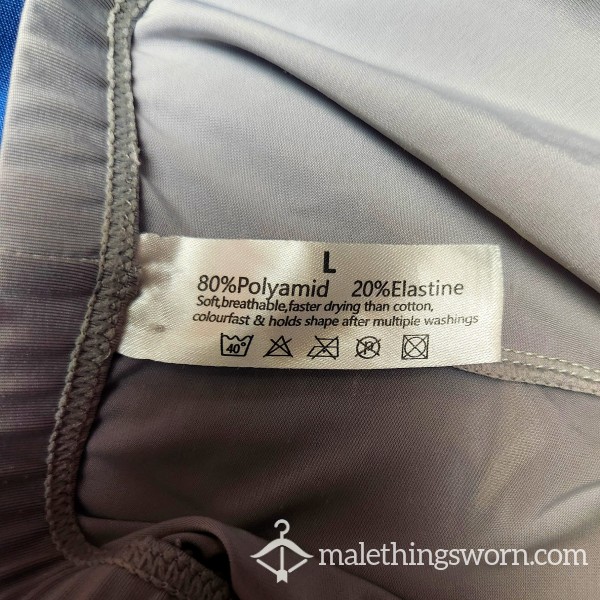 L
80%Polyamid 20%Elastine
Soft,breathable,faster drying than cotton,
colourfast & holds shape after multiple washings
40°
malethingsworn.com